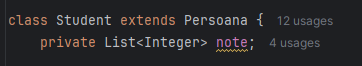 class Student extends Persoana { 12 usages
private List<Integer> note; 4 usages